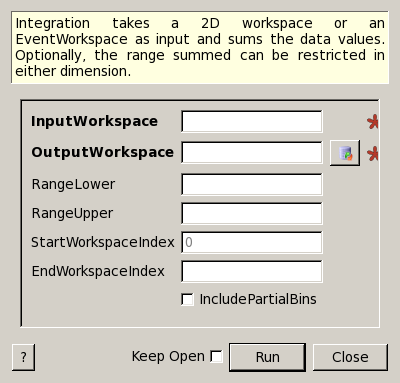 Integration takes a 2D workspace or an
EventWorkspace as input and sums the data values.
Optionally, the range summed can be restricted in
either dimension.
InputWorkspace
OutputWorkspace
RangeLower
RangeUpper
StartWorkspaceIndex 0
EndWorkspaceIndex
IncludePartialBins
? Keep Open Run Close